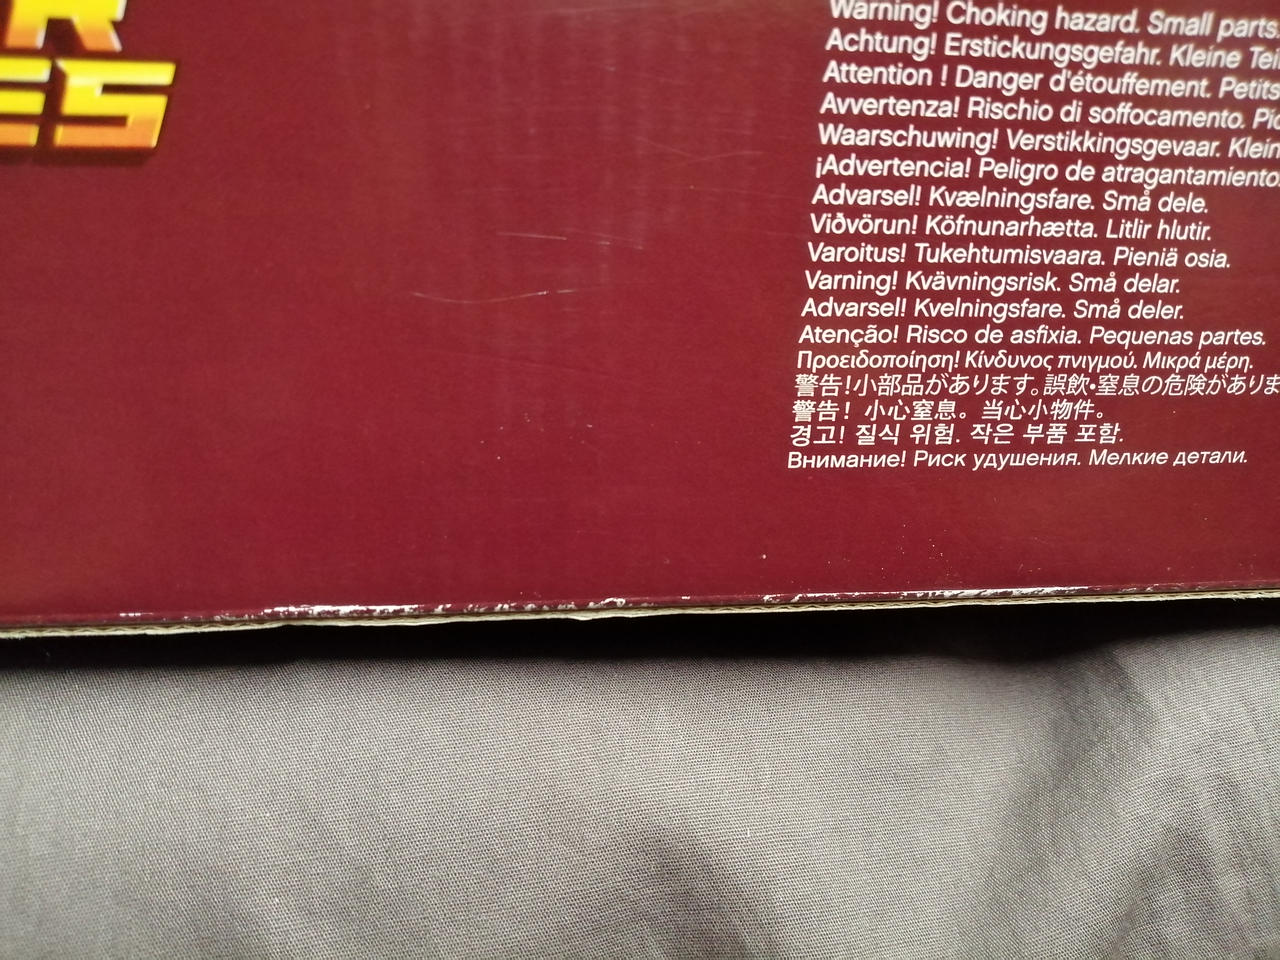 R
ES
Warning! Choking hazard. Small parts.
Achtung! Erstickungsgefahr. Kleine Tei
Attention ! Danger d'étouffement. Petits
Avvertenza! Rischio di soffocamento. Pic
Waarschuwing! Verstikkingsgevaar. Klein
¡Advertencia! Peligro de atragantamiento
Advarsel! Kvælningsfare. Små dele.
Viðvörun! Köfnunarhætta. Litlir hlutir.
Varoitus! Tukehtumisvaara. Pieniä osia.
Varning! Kvävningsrisk. Små delar.
Advarsel! Kvelningsfare. Små deler.
Atenção! Risco de asfixia. Pequenas partes.
Προειδοποίηση! Κίνδυνος πνιγμού. Μικρά μέρη.
警告!小部品があります。誤飲•窒息の危険がありま
警告！小心窒息。当心小物件。
경고! 질식 위험. 작은 부품 포함.
Внимание! Риск удушения. Мелкие детали.